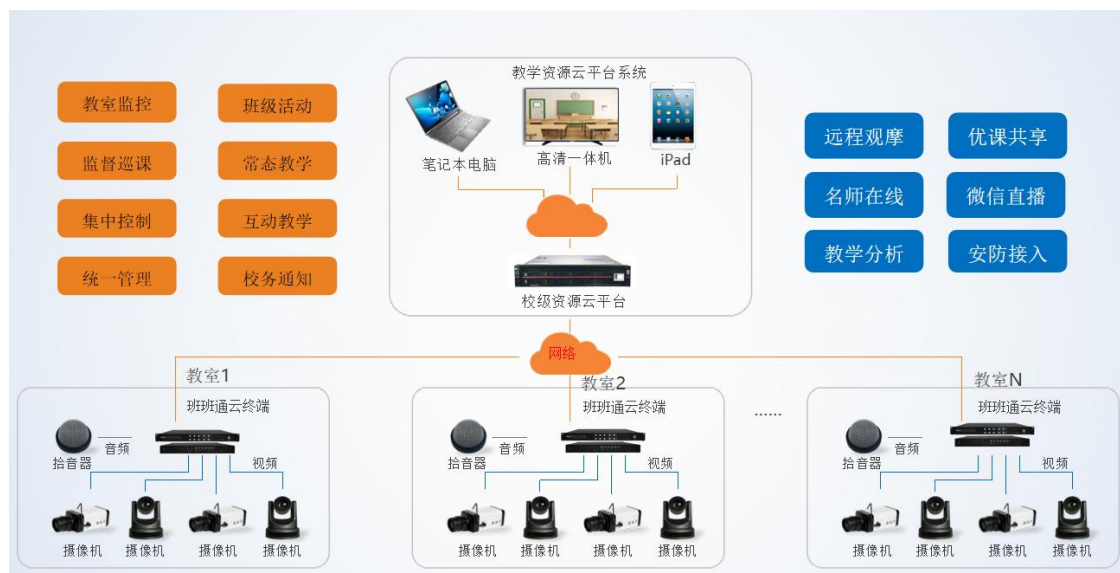 教学资源云平台系统
笔记本电脑
高清一体机
iPad
校级资源云平台
教室监控
班级活动
监督巡课
常态教学
集中控制
互动教学
统一管理
校务通知
远程观摩
优课共享
名师在线
微信直播
教学分析
安防接入
网络
教室1
班班通云终端
音频
拾音器
视频
摄像机
摄像机
摄像机
摄像机
教室2
班班通云终端
音频
拾音器
视频
摄像机
摄像机
摄像机
摄像机
......
教室N
班班通云终端
音频
拾音器
视频
摄像机
摄像机
摄像机
摄像机